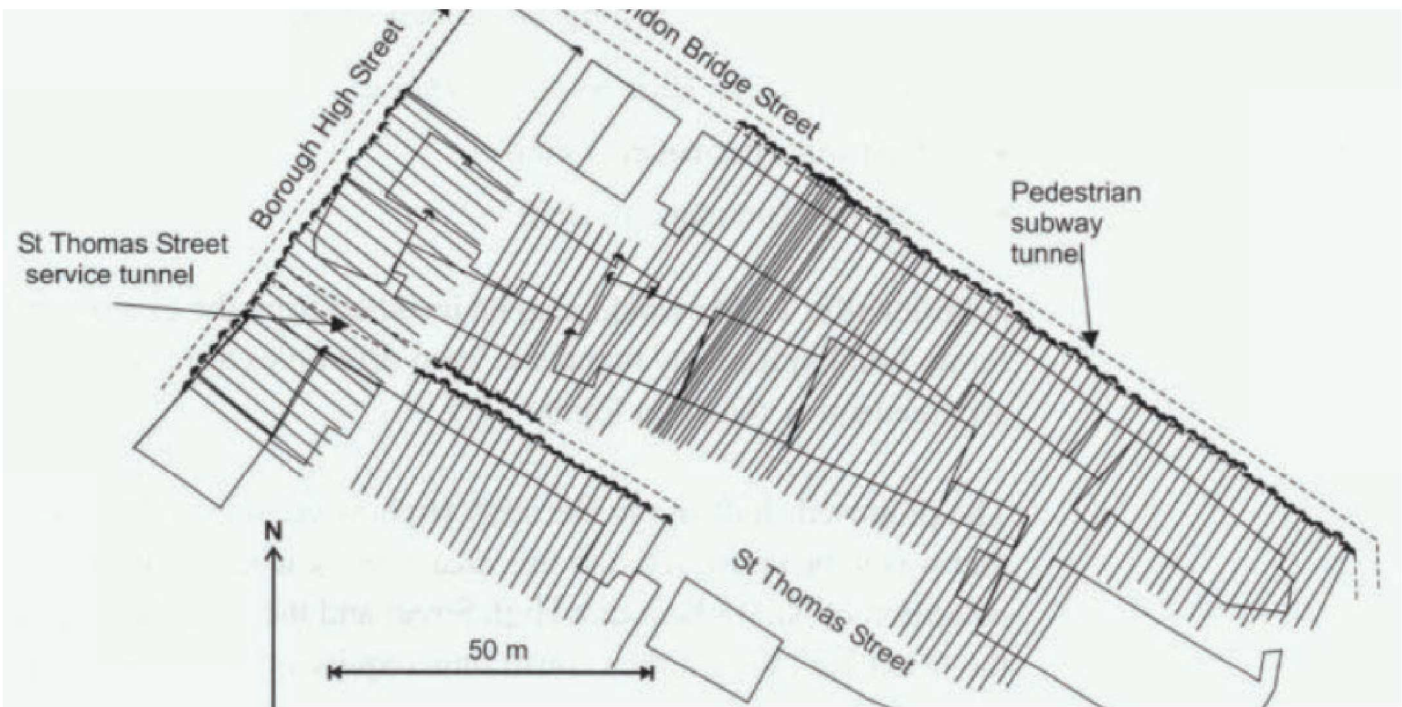 ndon Bridge Street
Borough High Street
Pedestrian
subway
tunnel
St Thomas Street
service tunnel
N
St Thomas Street
50 m